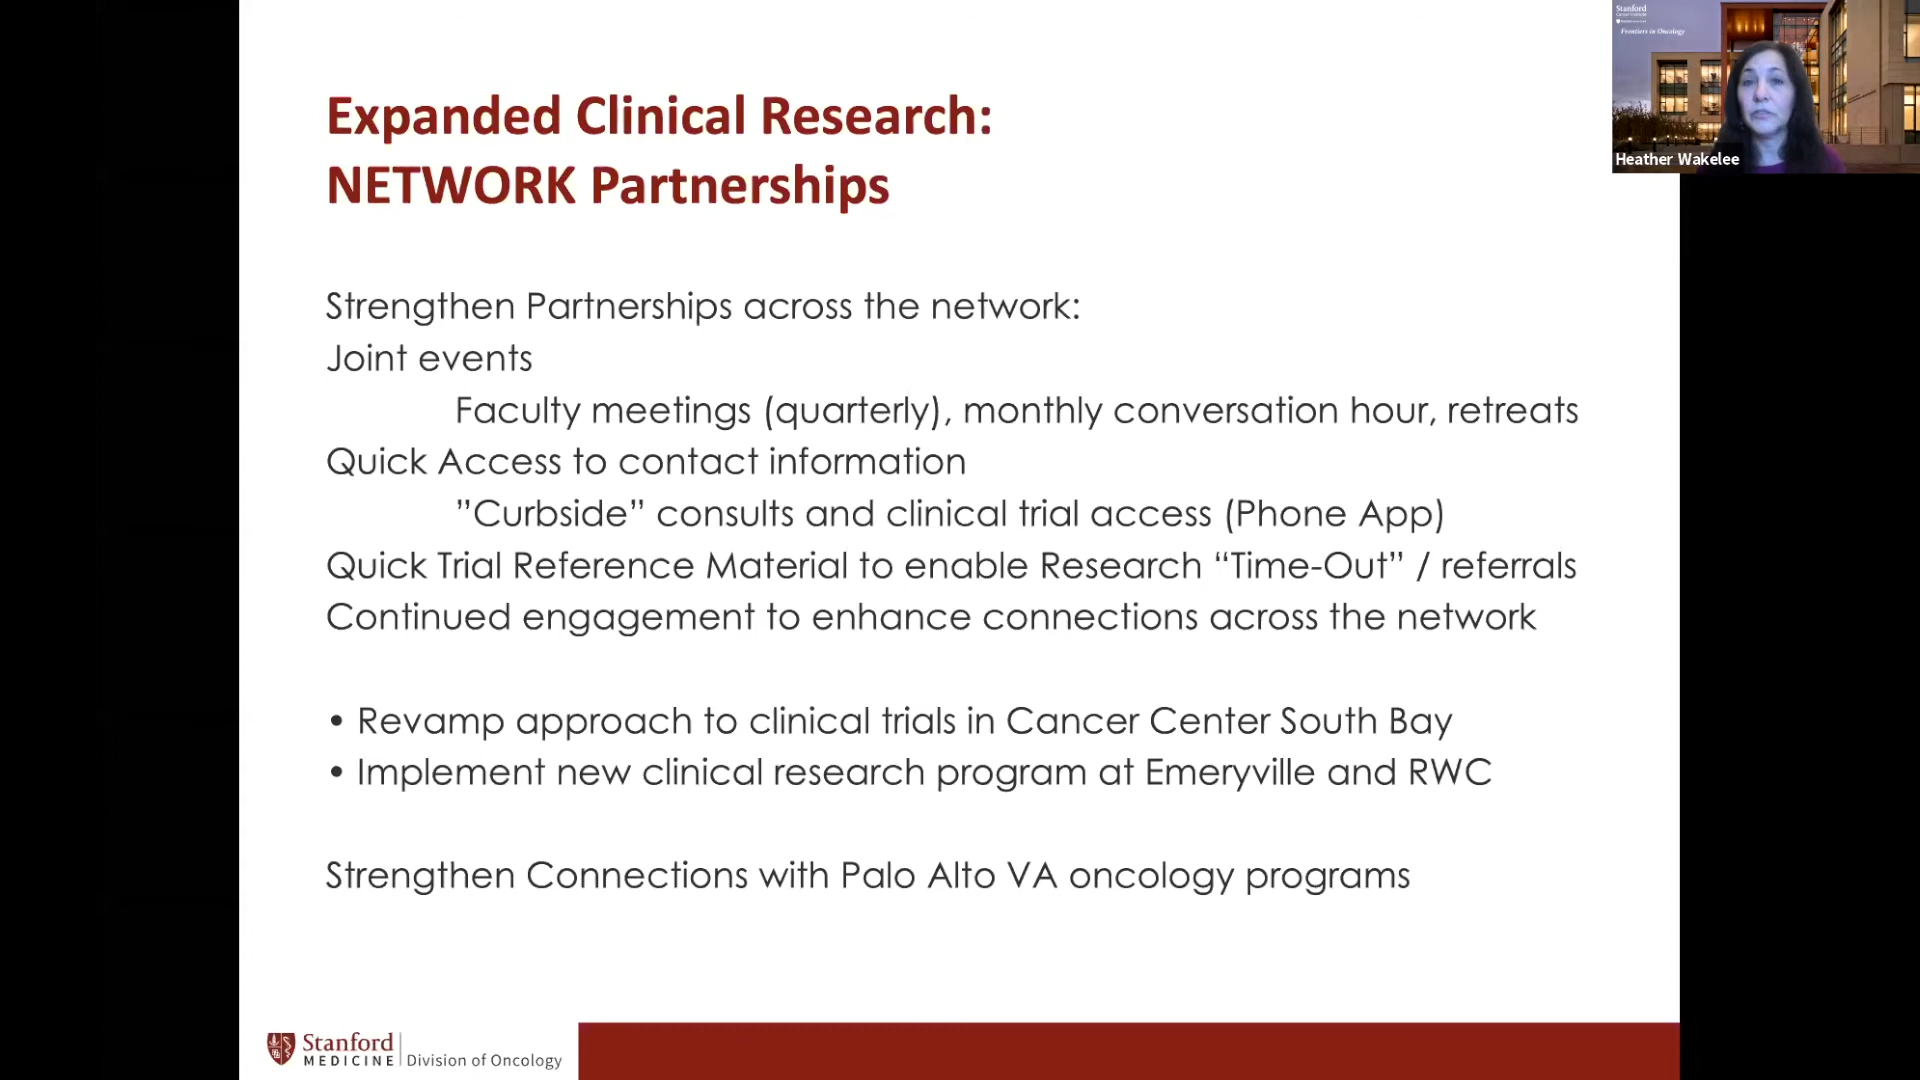 Expanded Clinical Research:
NETWORK Partnerships
Strengthen Partnerships across the network:
Joint events
Faculty meetings (quarterly), monthly conversation hour, retreats
Quick Access to contact information
”Curbside” consults and clinical trial access (Phone App)
Quick Trial Reference Material to enable Research “Time-Out” / referrals
Continued engagement to enhance connections across the network
• Revamp approach to clinical trials in Cancer Center South Bay
• Implement new clinical research program at Emeryville and RWC
Strengthen Connections with Palo Alto VA oncology programs
Stanford
MEDICINE
Division of Oncology
Stanford
Frontiers in Oncology
Heather Wakelee